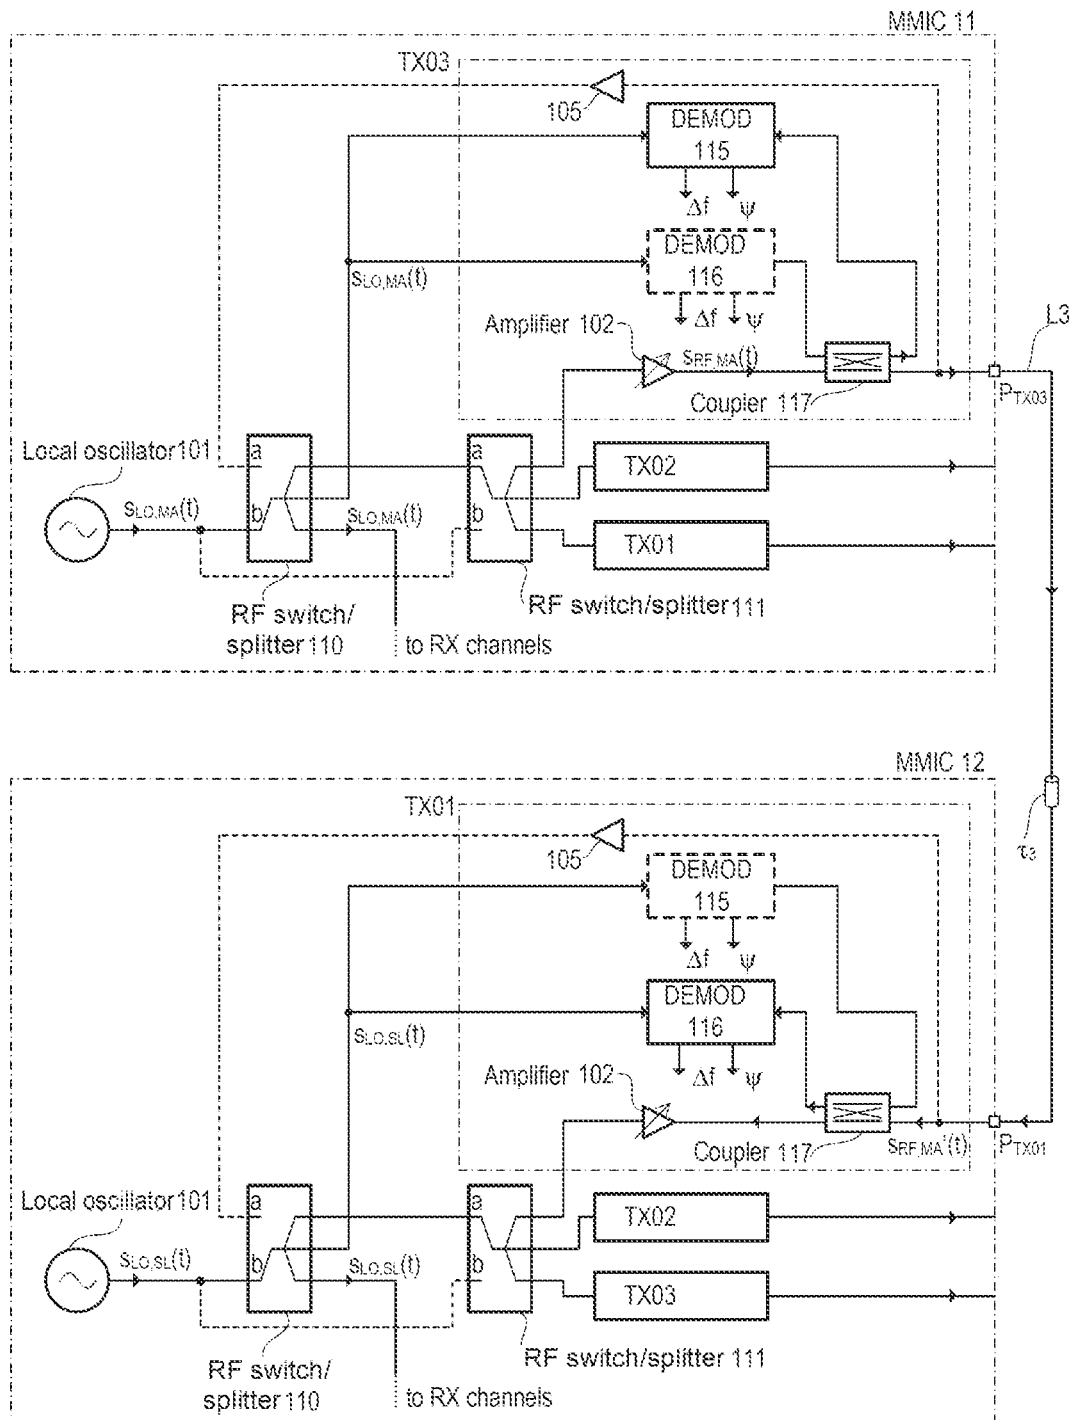 MMIC 11
TX03
105
DEMOD
115
Δf ψ
DEMOD
116
sLO,MA(t)
Δf ψ
Amplifier 102
L3
sRF,MA(t)
Coupler 117
PTX03
Local oscillator101
a
a
TX02
sLO,MA(t)
b
sLO,MA(t)
b
TX01
RF switch/
splitter 110
RF switch/splitter 111
to RX channels
MMIC 12
TX01
τ3
105
DEMOD
115
Δf ψ
DEMOD
116
sLO,SL(t)
Δf ψ
Amplifier 102
Coupler 117
sRF,MA'(t)
PTX01
Local oscillator101
a
a
TX02
sLO,SL(t)
b
sLO,SL(t)
b
TX03
RF switch/
splitter 110
RF switch/splitter 111
to RX channels